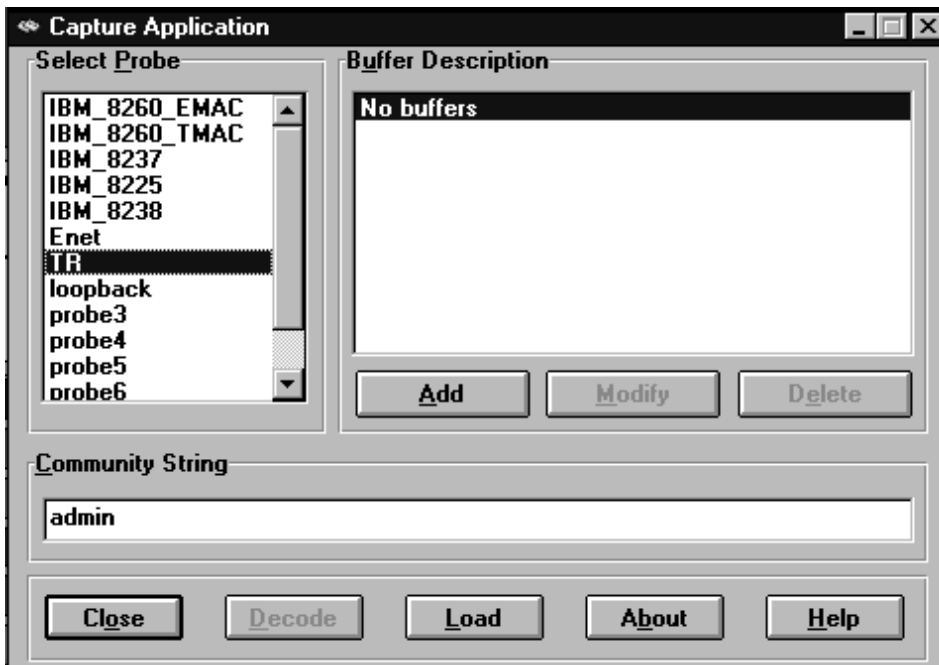 Capture Application
Select Probe
IBM_8260_EMAC
IBM_8260_TMAC
IBM_8237
IBM_8225
IBM_8238
Enet
TR
loopback
probe3
probe4
probe5
probe6
Buffer Description
No buffers
Add Modify Delete
Community String
admin
Close Decode Load About Help